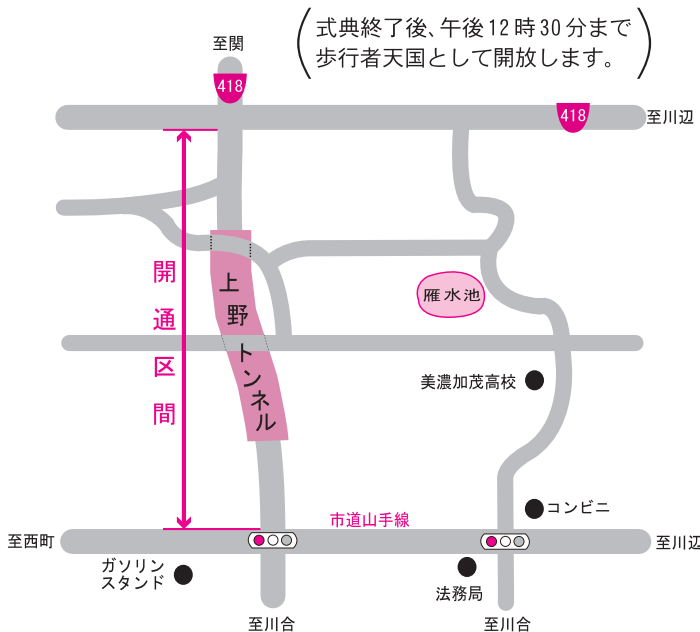 式典終了後、午後12時30分まで
歩行者天国として開放します。
至関
418
418
至川辺
開通区間
上野トンネル
雁水池
美濃加茂高校
コンビニ
市道山手線
至西町
至川辺
ガソリン
スタンド
法務局
至川合
至川合